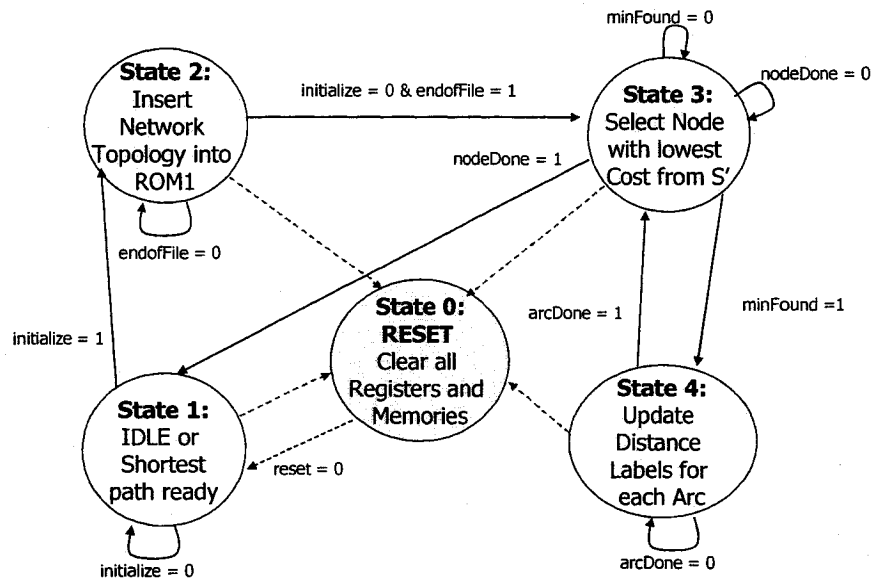 minFound = 0
State 2:
Insert
Network
Topology into
ROM1
initialize = 0 & endofFile = 1
nodeDone = 0
State 3:
Select Node
with lowest
Cost from S'
nodeDone = 1
endofFile = 0
State 0:
RESET
Clear all
Registers and
Memories
arcDone = 1
minFound =1
initialize = 1
State 1:
IDLE or
Shortest
path ready
reset = 0
State 4:
Update
Distance
Labels for
each Arc
initialize = 0
arcDone = 0